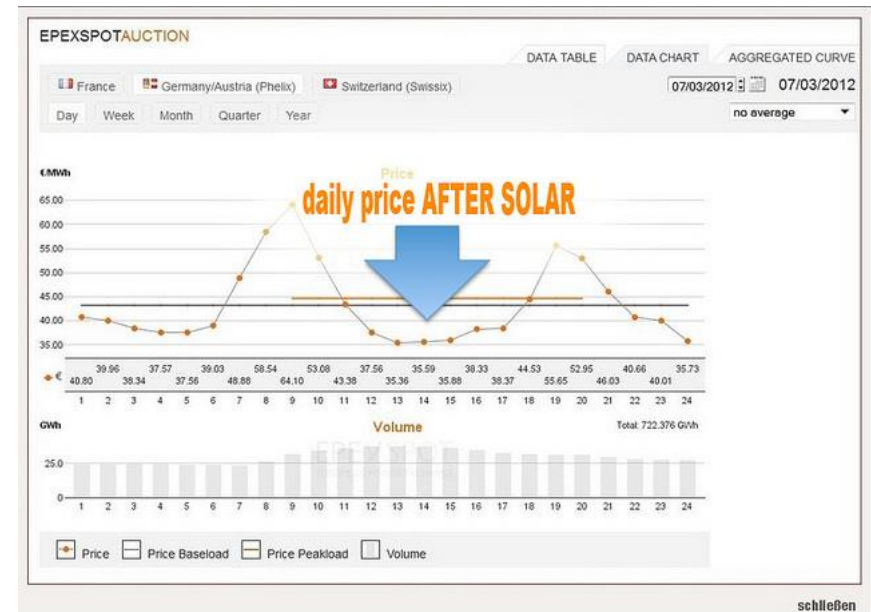 EPEXSPOTAUCTION
DATA TABLE DATA CHART AGGREGATED CURVE
France Germany/Austria (Phelix) Switzerland (Swissix) 07/03/2012 07/03/2012
Day Week Month Quarter Year no average
€/MWh Price
daily price AFTER SOLAR
65.00
60.00
55.00
50.00
45.00
40.00
35.00
39.96 37.57 39.03 58.54 53.08 37.56 35.59 38.33 44.53 52.95 40.66 35.73
€ 40.80 38.34 37.56 48.88 64.10 43.38 35.36 35.88 38.37 55.65 46.03 40.01
1 2 3 4 5 6 7 8 9 10 11 12 13 14 15 16 17 18 19 20 21 22 23 24
GWh Volume Total: 722.376 GWh
EPEXSPOT
25.0
0
1 2 3 4 5 6 7 8 9 10 11 12 13 14 15 16 17 18 19 20 21 22 23 24
Price Price Baseload Price Peakload Volume
schließen